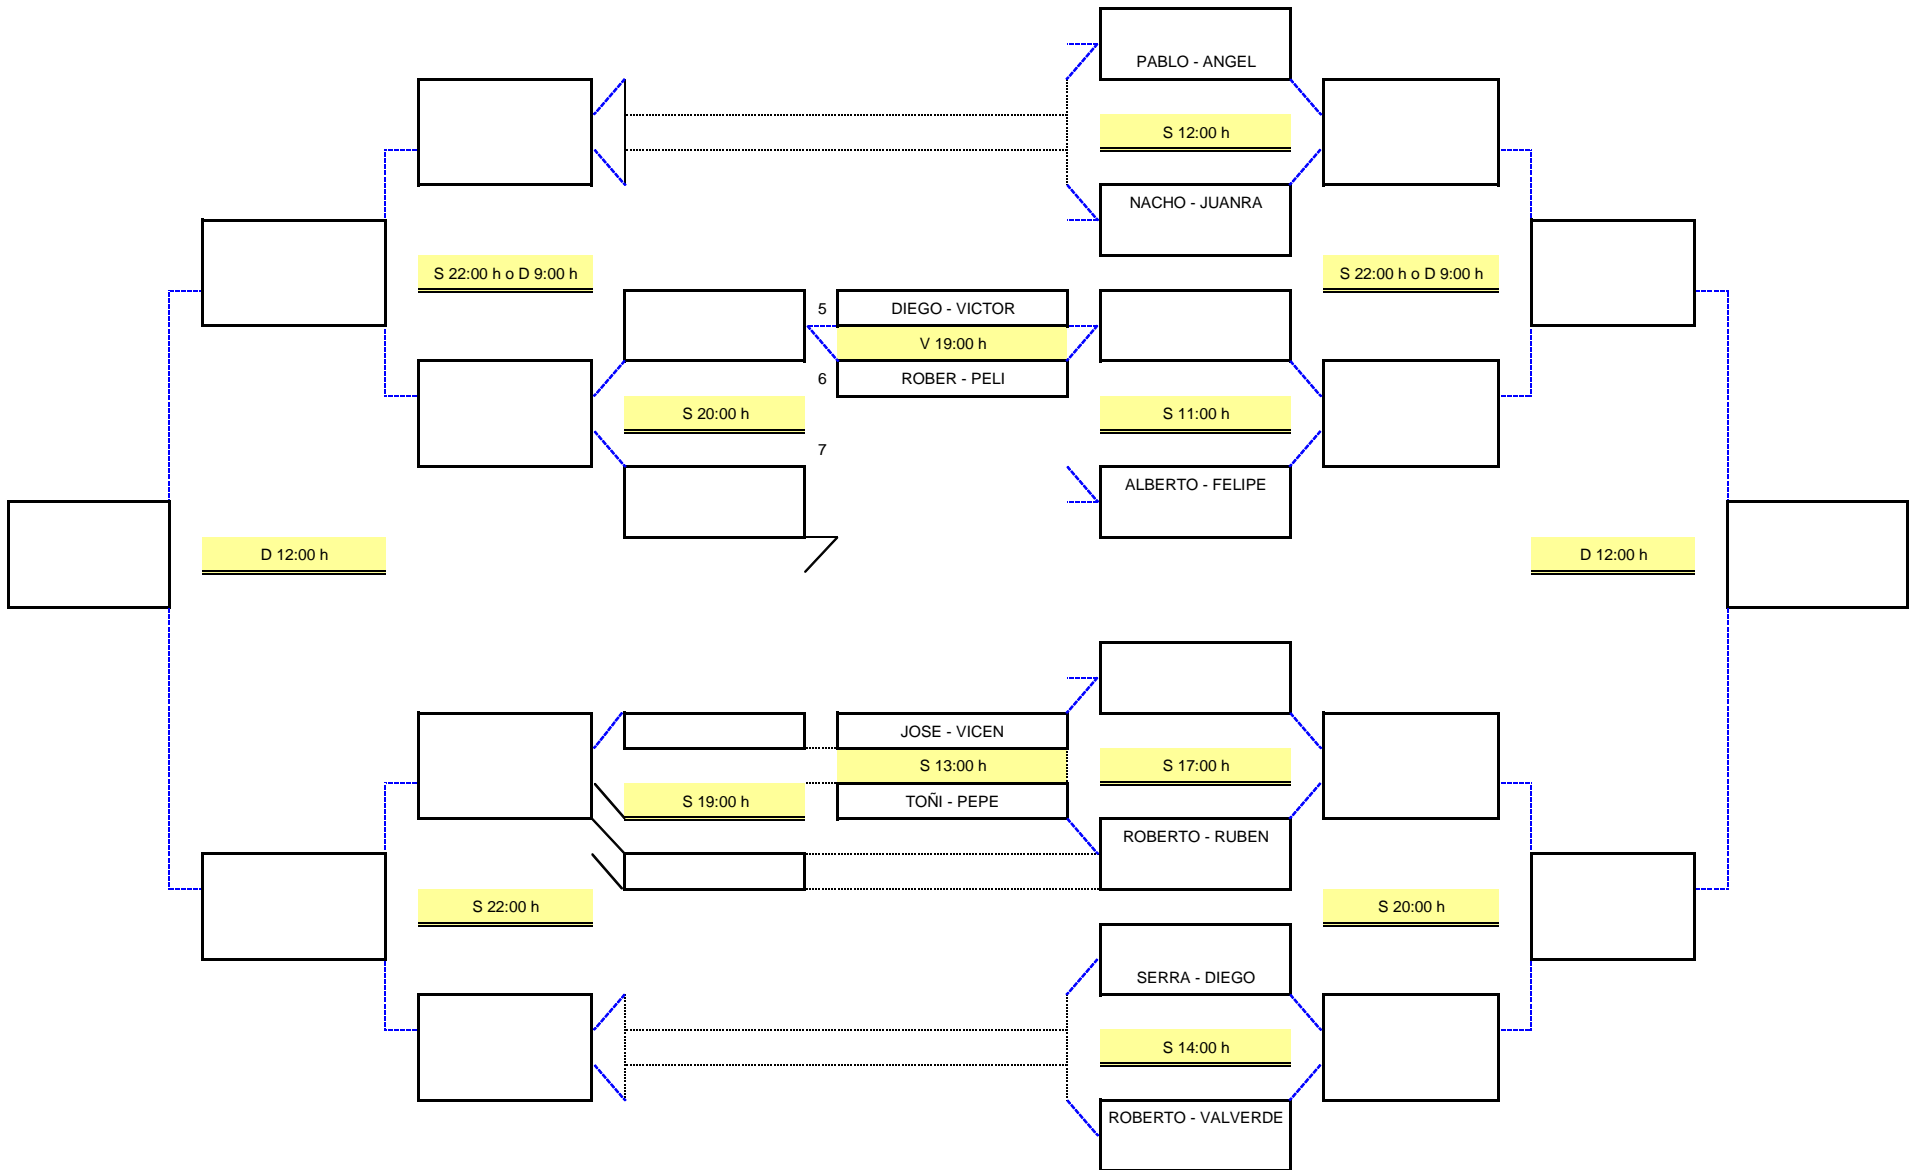 PABLO - ANGEL
S 12:00 h
NACHO - JUANRA
S 22:00 h o D 9:00 h
S 22:00 h o D 9:00 h
5
DIEGO - VICTOR
V 19:00 h
6
ROBER - PELI
S 20:00 h
S 11:00 h
7
ALBERTO - FELIPE
D 12:00 h
D 12:00 h
JOSE - VICEN
S 13:00 h
S 17:00 h
S 19:00 h
TOÑI - PEPE
ROBERTO - RUBEN
S 22:00 h
S 20:00 h
SERRA - DIEGO
S 14:00 h
ROBERTO - VALVERDE